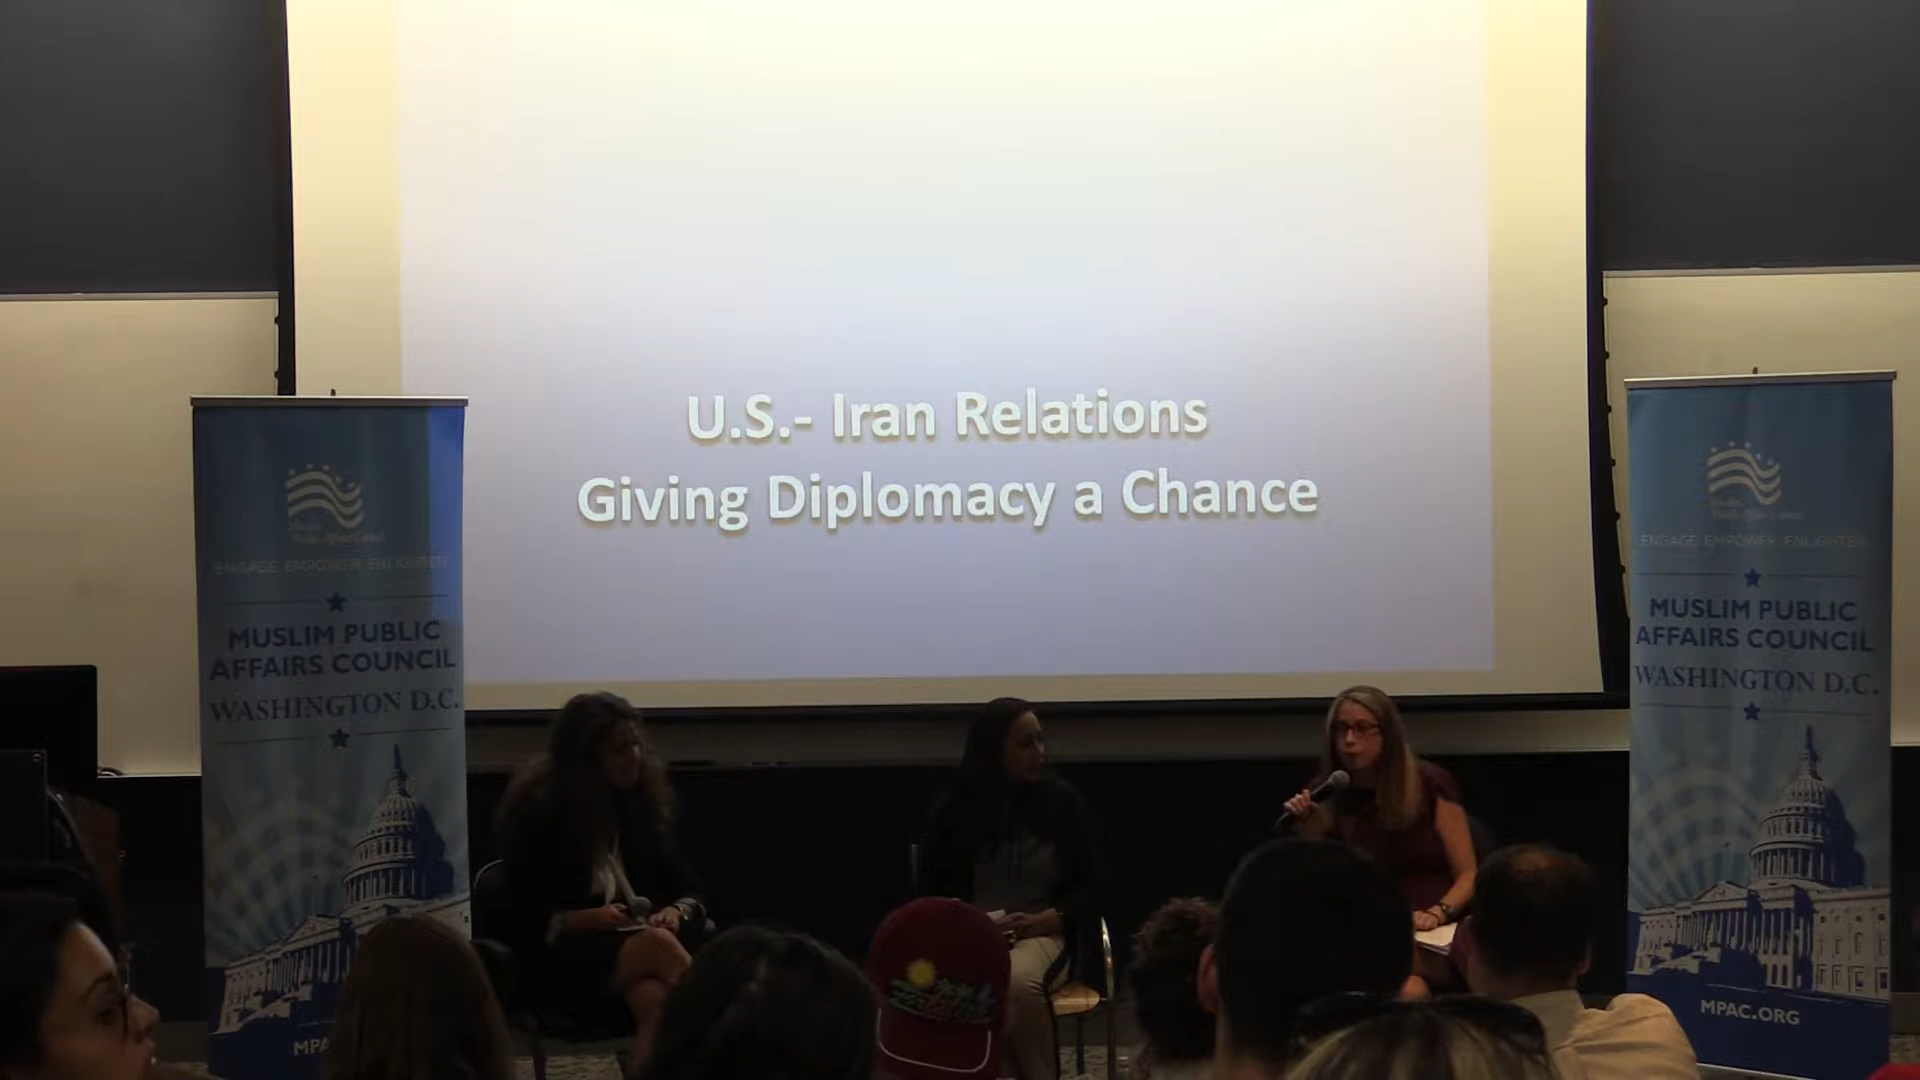 U.S.- Iran Relations
Giving Diplomacy a Chance
ENGAGE. EMPOWER. ENLIGHTEN.
MUSLIM PUBLIC
AFFAIRS COUNCIL
WASHINGTON D.C.
MPA
ENGAGE. EMPOWER. ENLIGHTEN.
MUSLIM PUBLIC
AFFAIRS COUNCIL
WASHINGTON D.C.
MPAC.ORG